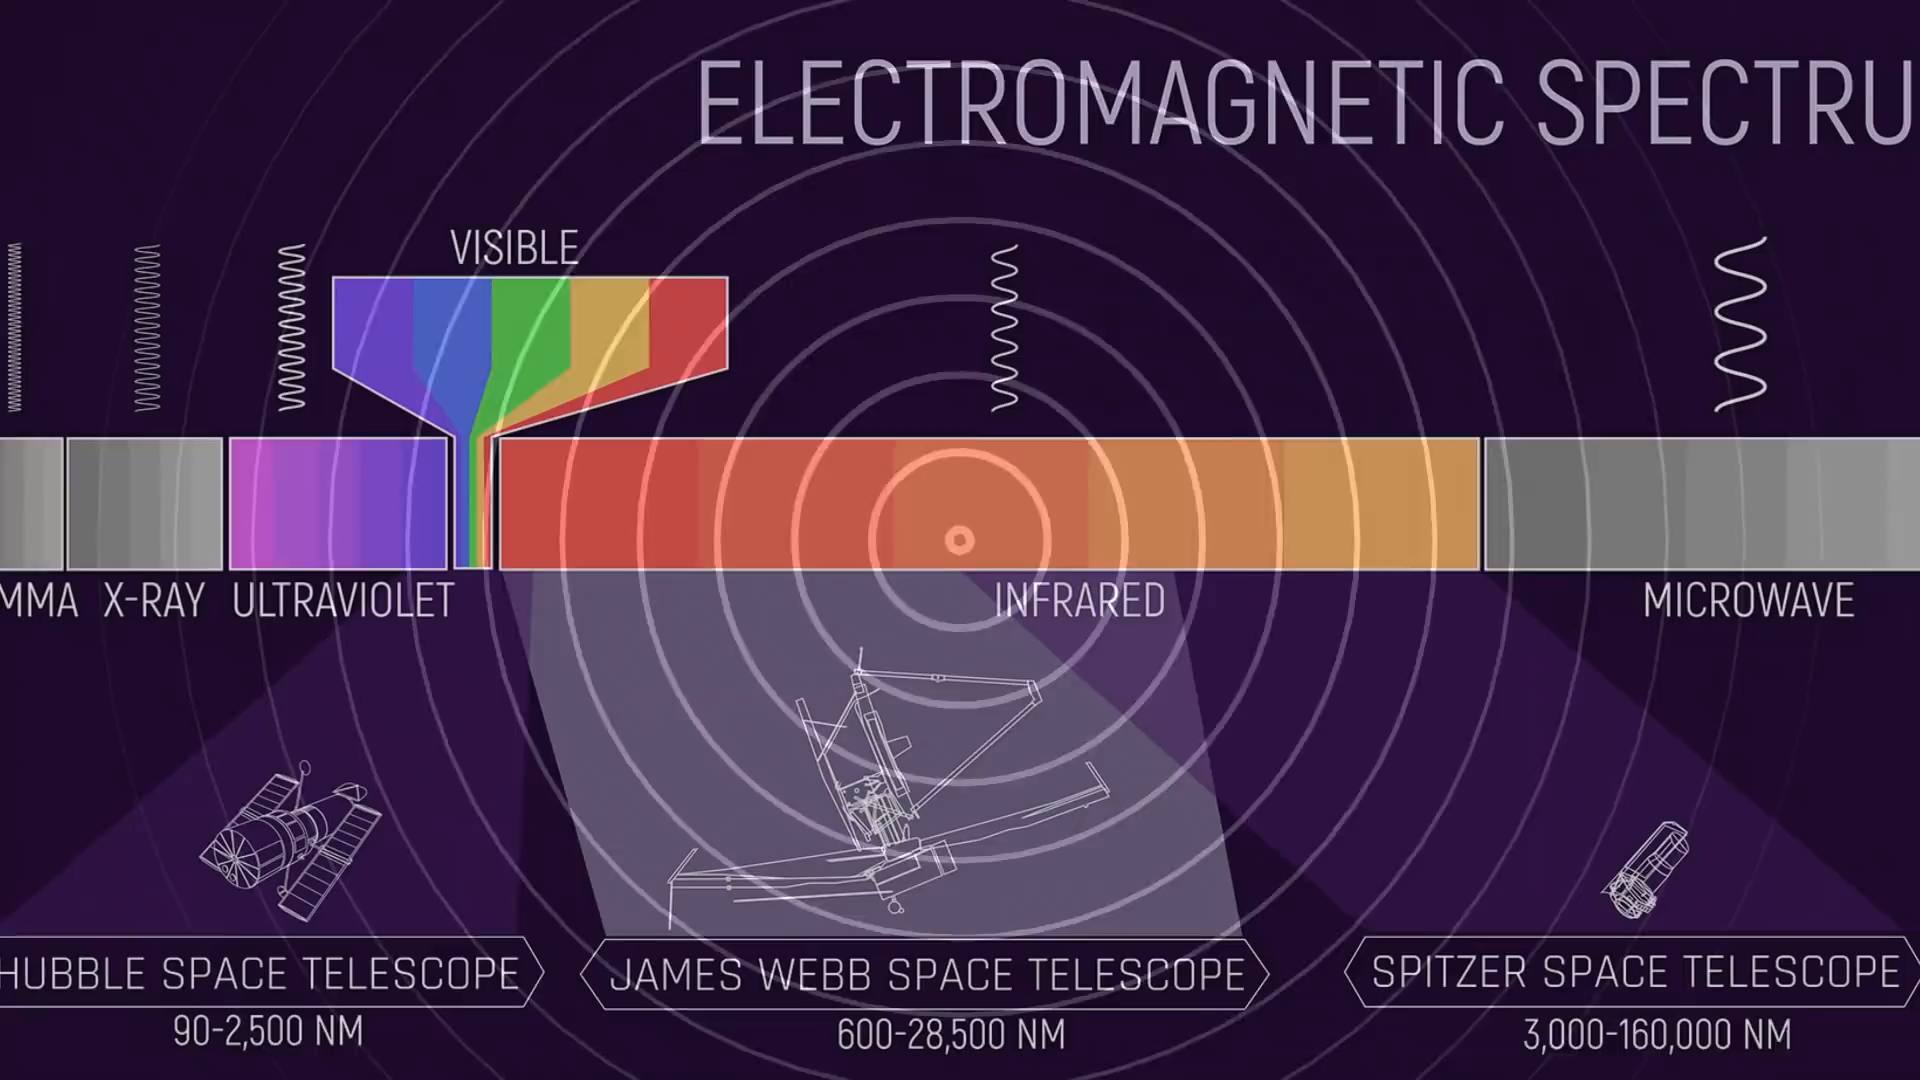 ELECTROMAGNETIC SPECTRU
VISIBLE
MMA X-RAY ULTRAVIOLET INFRARED MICROWAVE
HUBBLE SPACE TELESCOPE
90-2,500 NM
JAMES WEBB SPACE TELESCOPE
600-28,500 NM
SPITZER SPACE TELESCOPE
3,000-160,000 NM